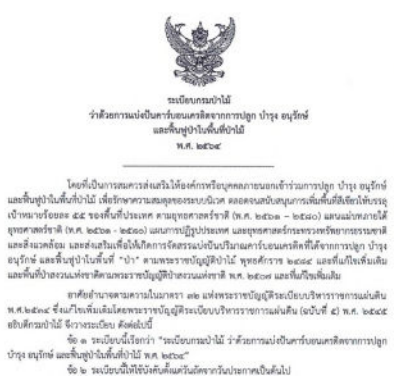 ระเบียบกรมป่าไม้
ว่าด้วยการแบ่งปันคาร์บอนเครดิตจากการปลูก บำรุง อนุรักษ์
และฟื้นฟูป่าในพื้นที่ป่าไม้
พ.ศ. ๒๕๖๔
โดยที่เป็นการสมควรส่งเสริมให้องค์กรหรือบุคคลภายนอกเข้าร่วมการปลูก บำรุง อนุรักษ์
และฟื้นฟูป่าในพื้นที่ป่าไม้ เพื่อรักษาความสมดุลของระบบนิเวศ ตลอดจนสนับสนุนการเพิ่มพื้นที่สีเขียวให้บรรลุ
เป้าหมายร้อยละ ๕๕ ของพื้นที่ประเทศ ตามยุทธศาสตร์ชาติ (พ.ศ. ๒๕๖๑ – ๒๕๘๐) แผนแม่บทภายใต้
ยุทธศาสตร์ชาติ (พ.ศ. ๒๕๖๑ - ๒๕๘๐) แผนการปฏิรูปประเทศ และยุทธศาสตร์กระทรวงทรัพยากรธรรมชาติ
และสิ่งแวดล้อม และส่งเสริมเพื่อให้เกิดการจัดสรรแบ่งปันปริมาณคาร์บอนเครดิตที่ได้จากการปลูก บำรุง
อนุรักษ์ และฟื้นฟูป่าในพื้นที่ "ป่า" ตามพระราชบัญญัติป่าไม้ พุทธศักราช ๒๔๘๔ และที่แก้ไขเพิ่มเติม
และพื้นที่ป่าสงวนแห่งชาติตามพระราชบัญญัติป่าสงวนแห่งชาติ พ.ศ. ๒๕๐๗ และที่แก้ไขเพิ่มเติม
อาศัยอำนาจตามความในมาตรา ๓๒ แห่งพระราชบัญญัติระเบียบบริหารราชการแผ่นดิน
พ.ศ.๒๕๓๔ ซึ่งแก้ไขเพิ่มเติมโดยพระราชบัญญัติระเบียบบริหารราชการแผ่นดิน (ฉบับที่ ๕) พ.ศ. ๒๕๔๕
อธิบดีกรมป่าไม้ จึงวางระเบียบ ดังต่อไปนี้
ข้อ ๑ ระเบียบนี้เรียกว่า "ระเบียบกรมป่าไม้ ว่าด้วยการแบ่งปันคาร์บอนเครดิตจากการปลูก
บำรุง อนุรักษ์ และฟื้นฟูป่าในพื้นที่ป่าไม้ พ.ศ. ๒๕๖๔"
ข้อ ๒ ระเบียบนี้ให้ใช้บังคับตั้งแต่วันถัดจากวันประกาศเป็นต้นไป